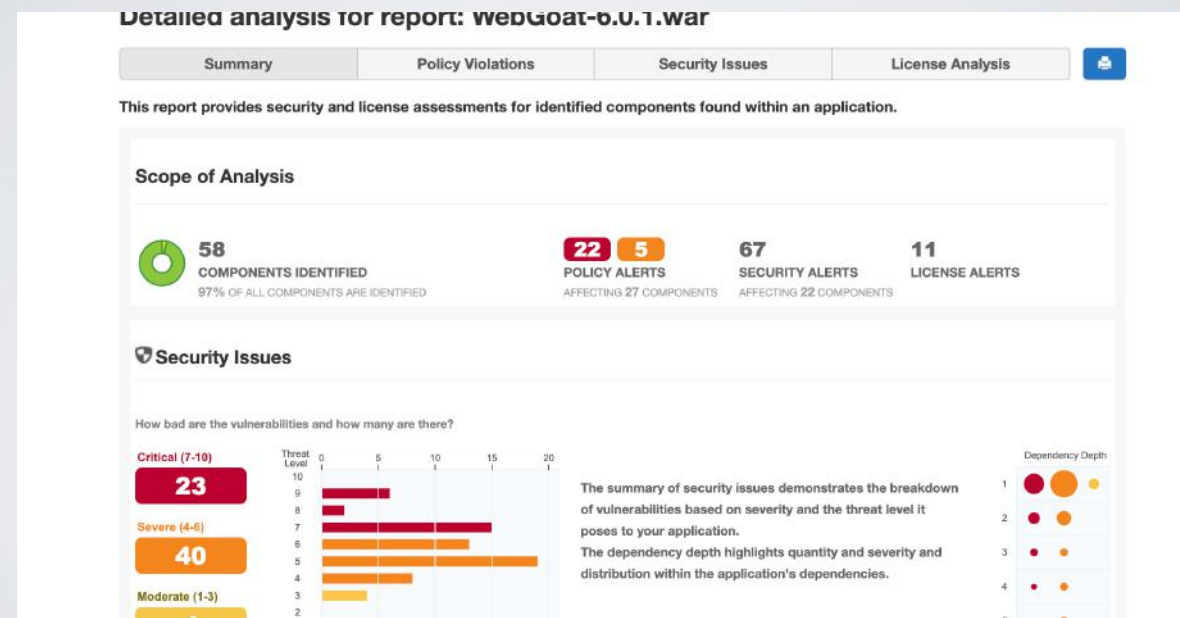 Detailed analysis for report: WebGoat-6.0.1.war
Summary
Policy Violations
Security Issues
License Analysis
This report provides security and license assessments for identified components found within an application.
Scope of Analysis
58
COMPONENTS IDENTIFIED
97% OF ALL COMPONENTS ARE IDENTIFIED
22 5
POLICY ALERTS
AFFECTING 27 COMPONENTS
67
SECURITY ALERTS
AFFECTING 22 COMPONENTS
11
LICENSE ALERTS
Security Issues
How bad are the vulnerabilities and how many are there?
Critical (7-10)
23
Severe (4-6)
40
Moderate (1-3)
Threat
Level
0 5 10 15 20
10
9
8
7
6
5
4
3
2
The summary of security issues demonstrates the breakdown
of vulnerabilities based on severity and the threat level it
poses to your application.
The dependency depth highlights quantity and severity and
distribution within the application's dependencies.
Dependency Depth
1
2
3
4